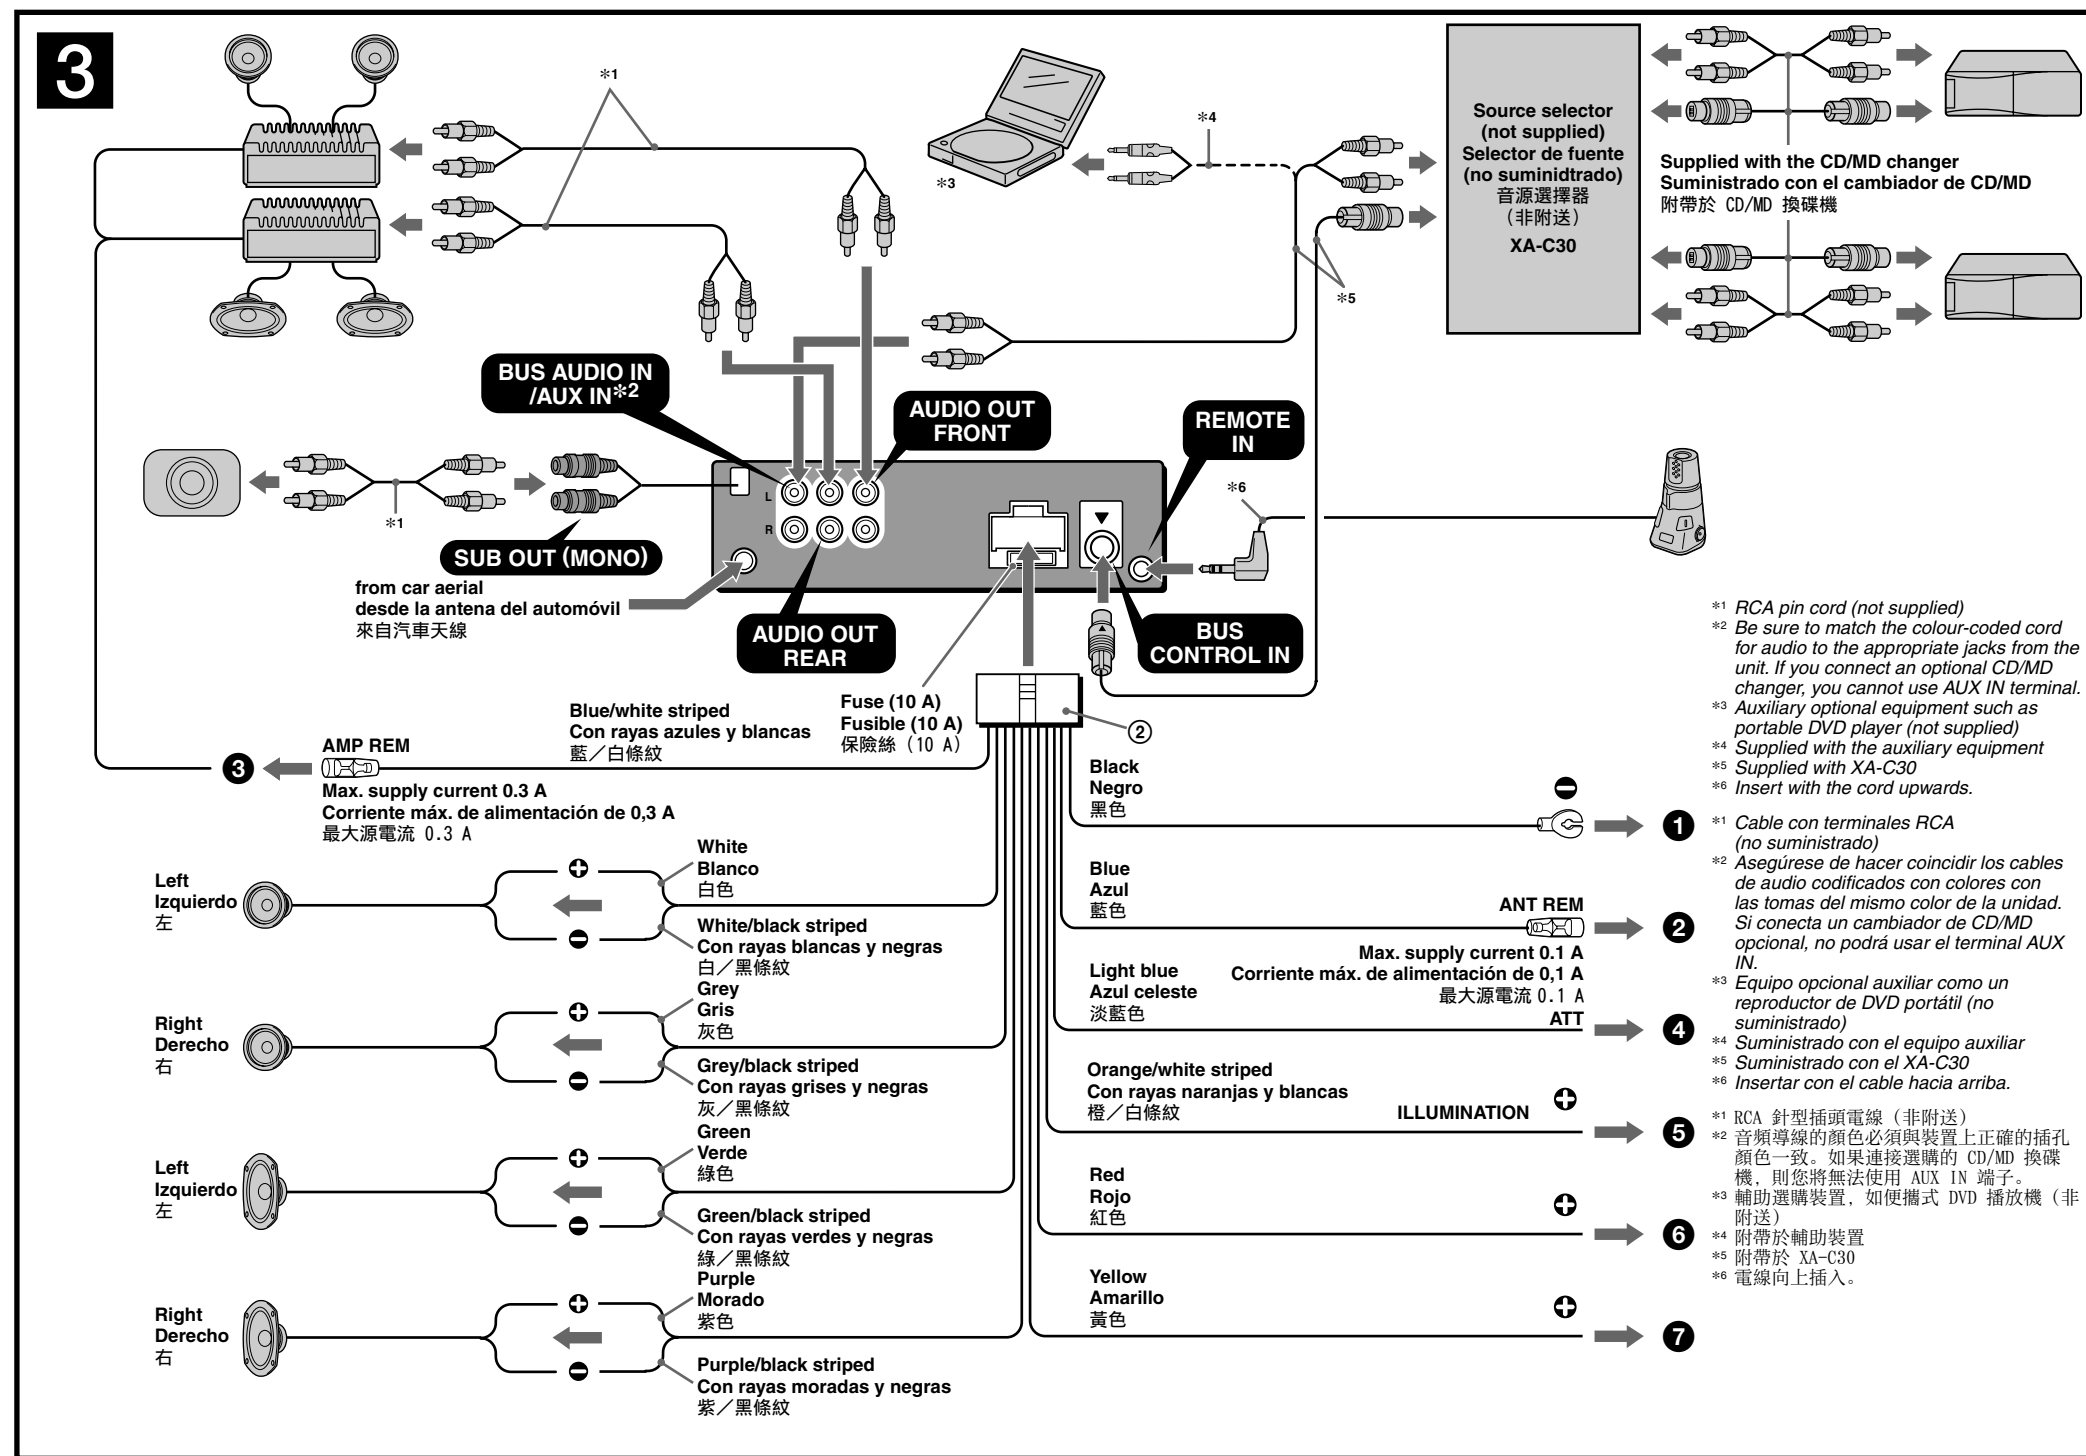 3
*1
*4
*3
*5
Source selector
(not supplied)
Selector de fuente
(no suminidtrado)
音源選擇器
（非附送）
XA-C30
Supplied with the CD/MD changer
Suministrado con el cambiador de CD/MD
附帶於 CD/MD 換碟機
BUS AUDIO IN
/AUX IN*2
AUDIO OUT
FRONT
REMOTE
IN
*6
*1
L
R
SUB OUT (MONO)
from car aerial
desde la antena del automóvil
來自汽車天線
AUDIO OUT
REAR
BUS
CONTROL IN
Fuse (10 A)
Fusible (10 A)
保險絲 (10 A)
2
Blue/white striped
Con rayas azules y blancas
藍／白條紋
3
AMP REM
Max. supply current 0.3 A
Corriente máx. de alimentación de 0,3 A
最大源電流 0.3 A
Left
Izquierdo
左
White
Blanco
白色
White/black striped
Con rayas blancas y negras
白／黑條紋
Right
Derecho
右
Grey
Gris
灰色
Grey/black striped
Con rayas grises y negras
灰／黑條紋
Left
Izquierdo
左
Green
Verde
綠色
Green/black striped
Con rayas verdes y negras
綠／黑條紋
Right
Derecho
右
Purple
Morado
紫色
Purple/black striped
Con rayas moradas y negras
紫／黑條紋
Black
Negro
黑色
1
Blue
Azul
藍色
ANT REM
2
Max. supply current 0.1 A
Corriente máx. de alimentación de 0,1 A
最大源電流 0.1 A
Light blue
Azul celeste
淡藍色
ATT
4
Orange/white striped
Con rayas naranjas y blancas
橙／白條紋
ILLUMINATION
5
Red
Rojo
紅色
6
Yellow
Amarillo
黃色
7
*1 RCA pin cord (not supplied)
*2 Be sure to match the colour-coded cord
for audio to the appropriate jacks from the
unit. If you connect an optional CD/MD
changer, you cannot use AUX IN terminal.
*3 Auxiliary optional equipment such as
portable DVD player (not supplied)
*4 Supplied with the auxiliary equipment
*5 Supplied with XA-C30
*6 Insert with the cord upwards.
*1 Cable con terminales RCA
(no suministrado)
*2 Asegúrese de hacer coincidir los cables
de audio codificados con colores con
las tomas del mismo color de la unidad.
Si conecta un cambiador de CD/MD
opcional, no podrá usar el terminal AUX
IN.
*3 Equipo opcional auxiliar como un
reproductor de DVD portátil (no
suministrado)
*4 Suministrado con el equipo auxiliar
*5 Suministrado con el XA-C30
*6 Insertar con el cable hacia arriba.
*1 RCA 針型插頭電線（非附送）
*2 音頻導線的顏色必須與裝置上正確的插孔
顏色一致。如果連接選購的 CD/MD 換碟
機，則您將無法使用 AUX IN 端子。
*3 輔助選購裝置，如便攜式 DVD 播放機（非
附送）
*4 附帶於輔助裝置
*5 附帶於 XA-C30
*6 電線向上插入。